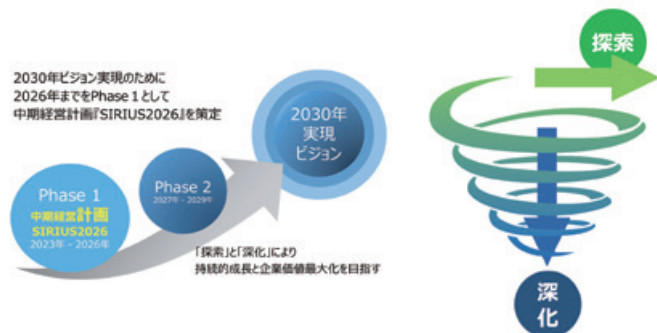 2030年ビジョン実現のために
2026年までをPhase 1として
中期経営計画『SIRIUS2026』を策定
2030年
実現
ビジョン
Phase 2
2027年-2029年
Phase 1
中期経営計画
SIRIUS2026
2023年-2026年
「探索」と「深化」により
持続的成長と企業価値最大化を目指す
探索
深
化